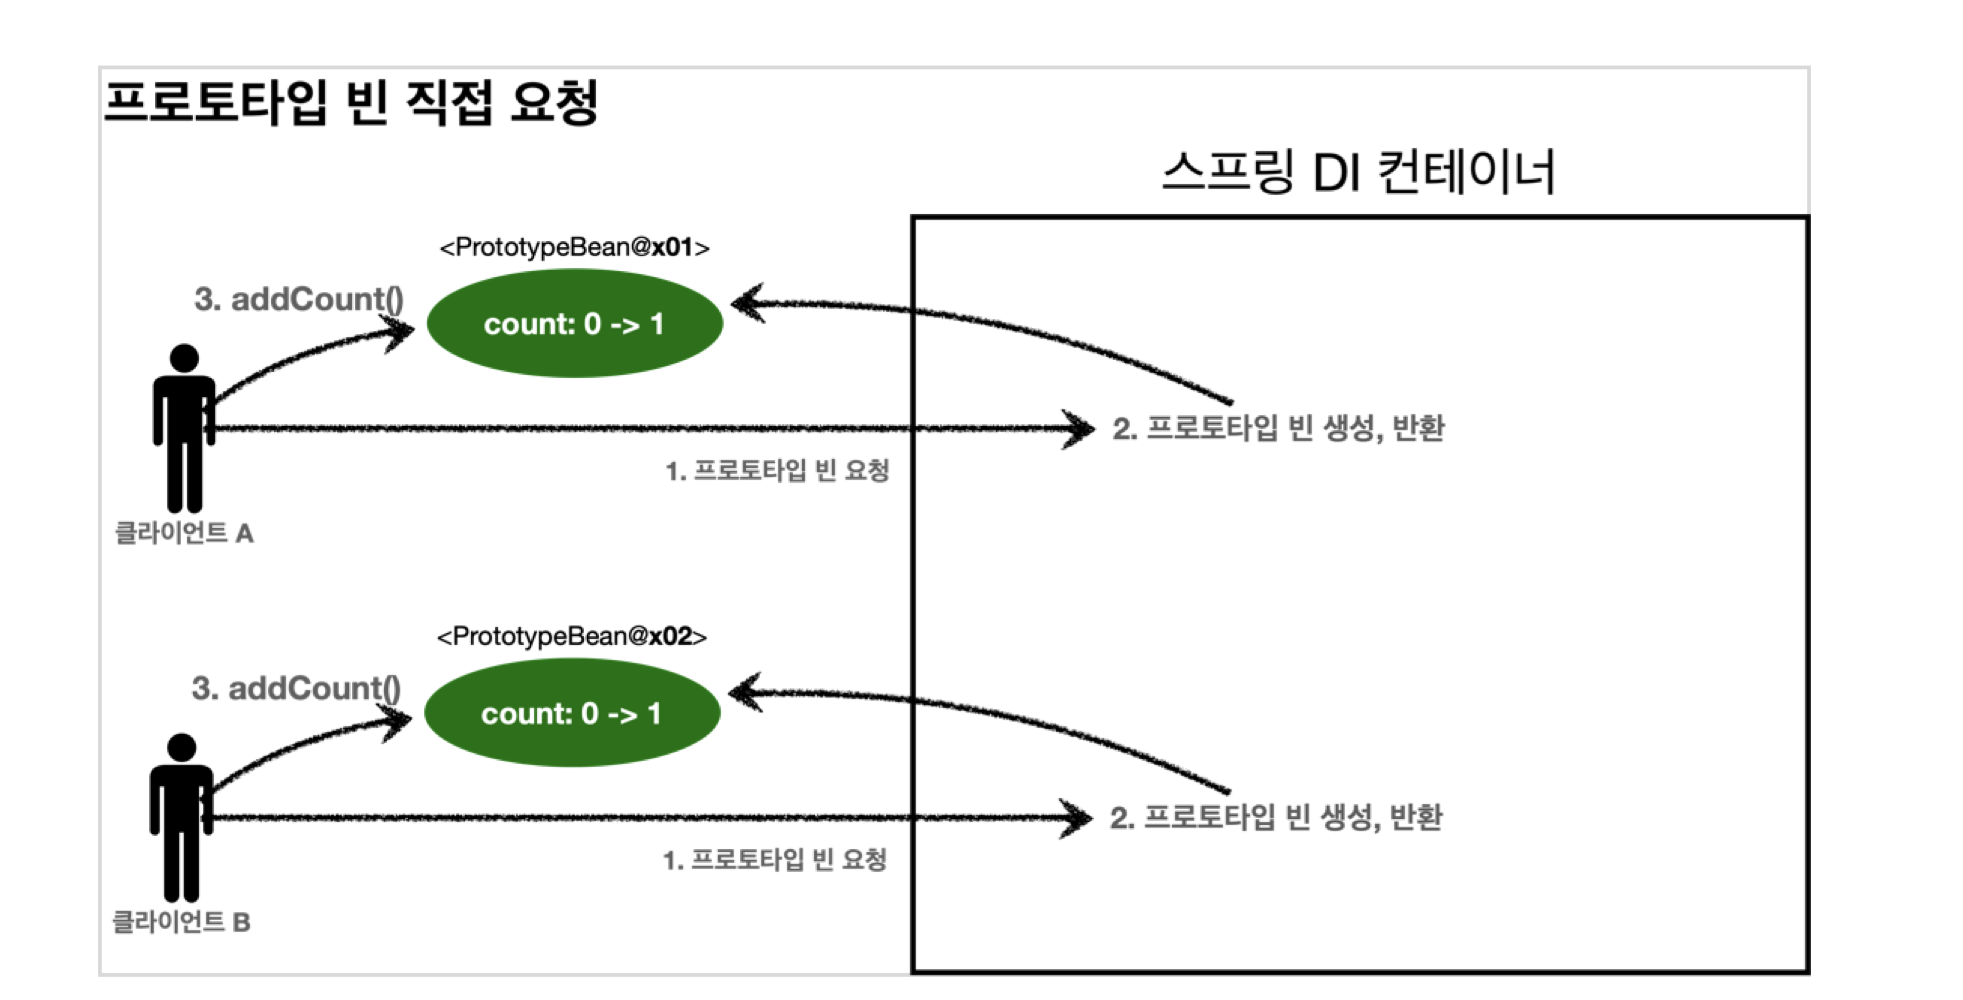 프로토타입 빈 직접 요청
스프링 DI 컨테이너
<PrototypeBean@x01>
3. addCount()
count: 0 -> 1
2. 프로토타입 빈 생성, 반환
1. 프로토타입 빈 요청
클라이언트 A
<PrototypeBean@x02>
3. addCount()
count: 0 -> 1
2. 프로토타입 빈 생성, 반환
1. 프로토타입 빈 요청
클라이언트 B